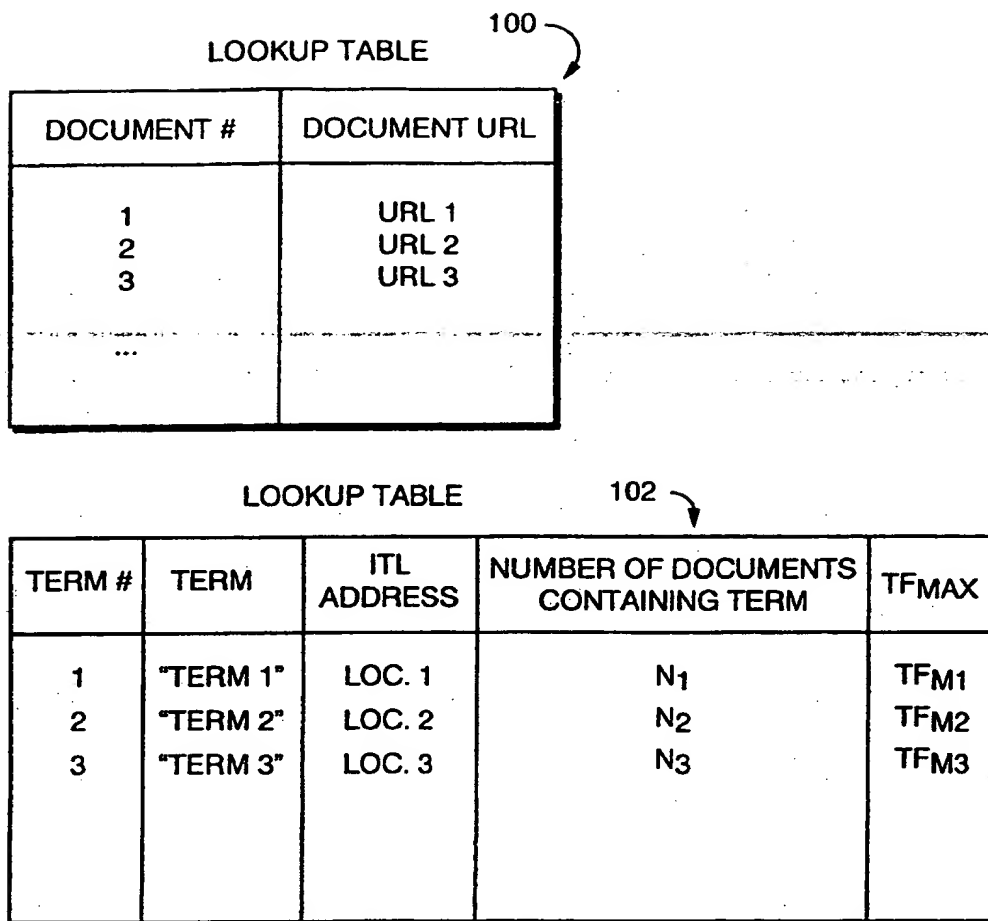 100
LOOKUP TABLE
DOCUMENT # DOCUMENT URL
1 URL 1
2 URL 2
3 URL 3
...
LOOKUP TABLE 102
TERM # TERM ITL ADDRESS NUMBER OF DOCUMENTS CONTAINING TERM TFMAX
1 "TERM 1" LOC. 1 N1 TFM1
2 "TERM 2" LOC. 2 N2 TFM2
3 "TERM 3" LOC. 3 N3 TFM3